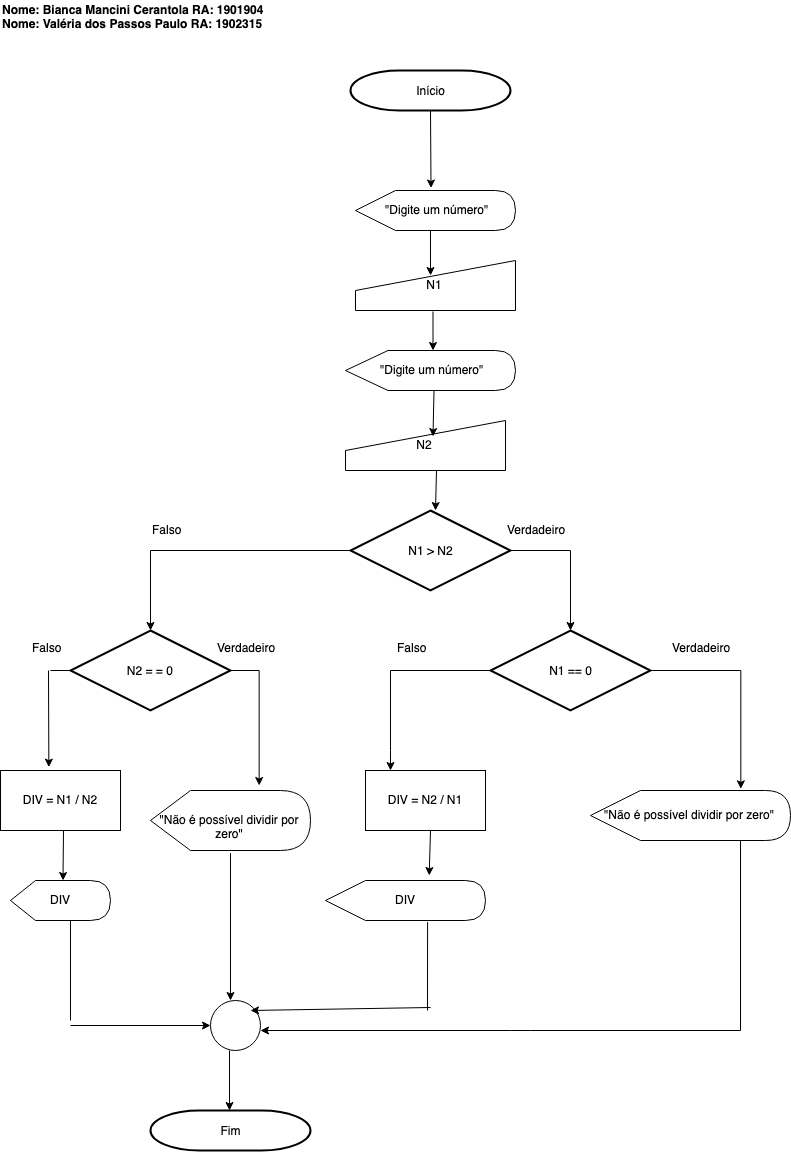 Nome: Bianca Mancini Cerantola RA: 1901904
Nome: Valéria dos Passos Paulo RA: 1902315
Início
"Digite um número"
N1
"Digite um número"
N2
Falso
Verdadeiro
N1 > N2
Falso
Verdadeiro
Falso
Verdadeiro
N2 = = 0
N1 == 0
DIV = N1 / N2
"Não é possível dividir por
zero"
DIV = N2 / N1
"Não é possível dividir por zero"
DIV
DIV
Fim